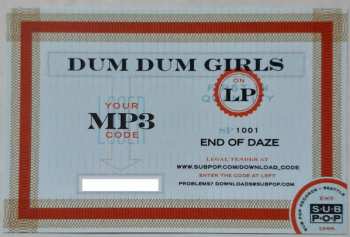 DUM DUM GIRLS
ON
LP
YOUR
MP3
CODE
SP 1001
END OF DAZE
LEGAL TENDER AT
WWW.SUBPOP.COM/DOWNLOAD_CODE
ENTER THE CODE AT LEFT
PROBLEMS? DOWNLOADS@SUBPOP.COM
SUB
POP